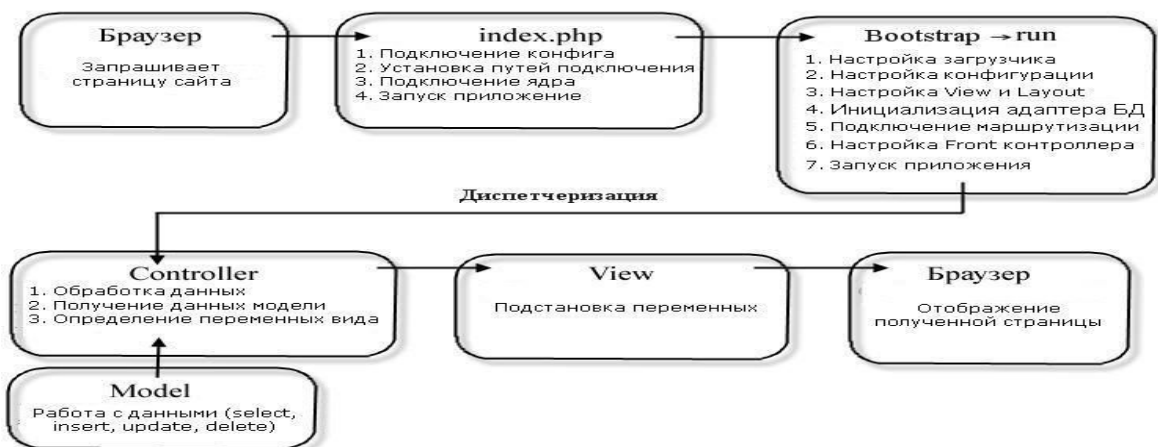 Браузер
Запрашивает
страницу сайта
index.php
1. Подключение конфига
2. Установка путей подключения
3. Подключение ядра
4. Запуск приложение
Bootstrap → run
1. Настройка загрузчика
2. Настройка конфигурации
3. Настройка View и Layout
4. Инициализация адаптера БД
5. Подключение маршрутизации
6. Настройка Front контроллера
7. Запуск приложения
Диспетчеризация
Controller
1. Обработка данных
2. Получение данных модели
3. Определение переменных вида
View
Подстановка переменных
Браузер
Отображение
полученной страницы
Model
Работа с данными (select,
insert, update, delete)